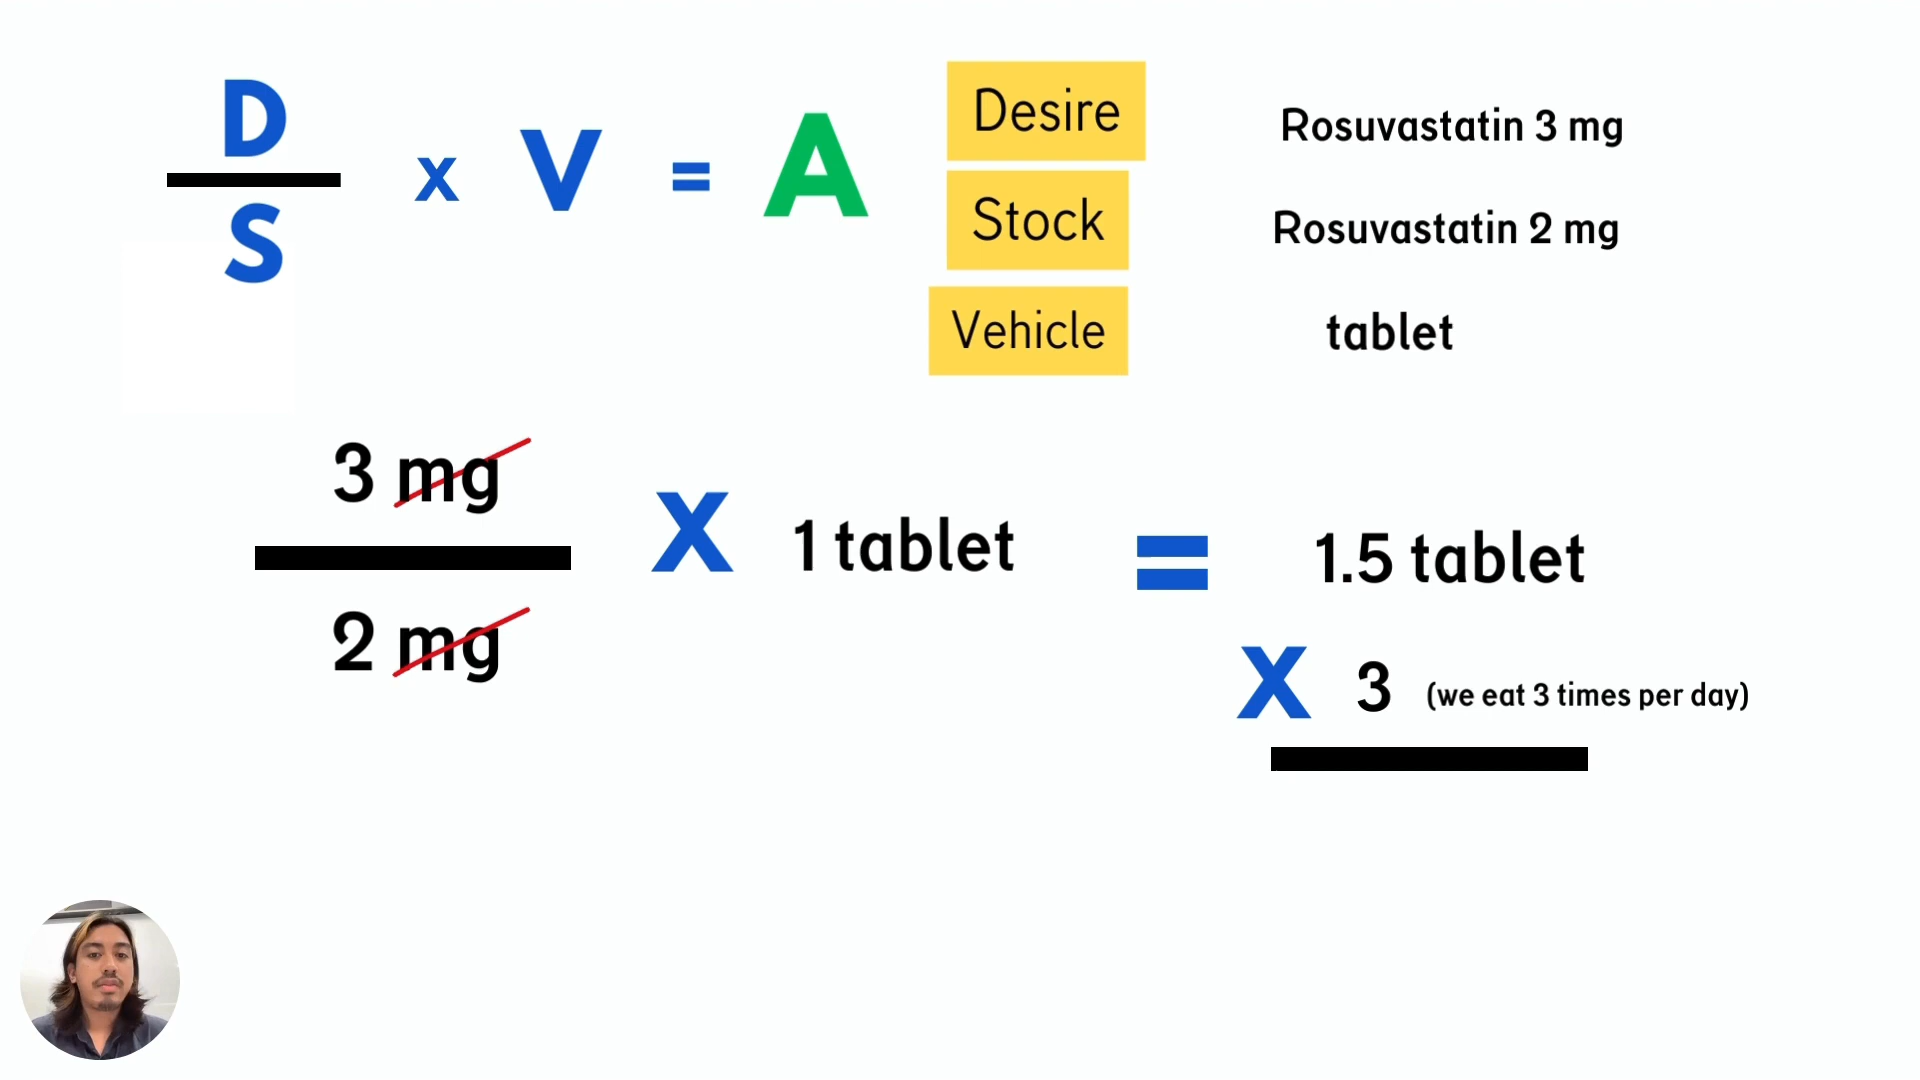 D
S
x V = A
Desire
Rosuvastatin 3 mg
Stock
Rosuvastatin 2 mg
Vehicle
tablet
3 mg
2 mg
X 1 tablet = 1.5 tablet
X 3 (we eat 3 times per day)